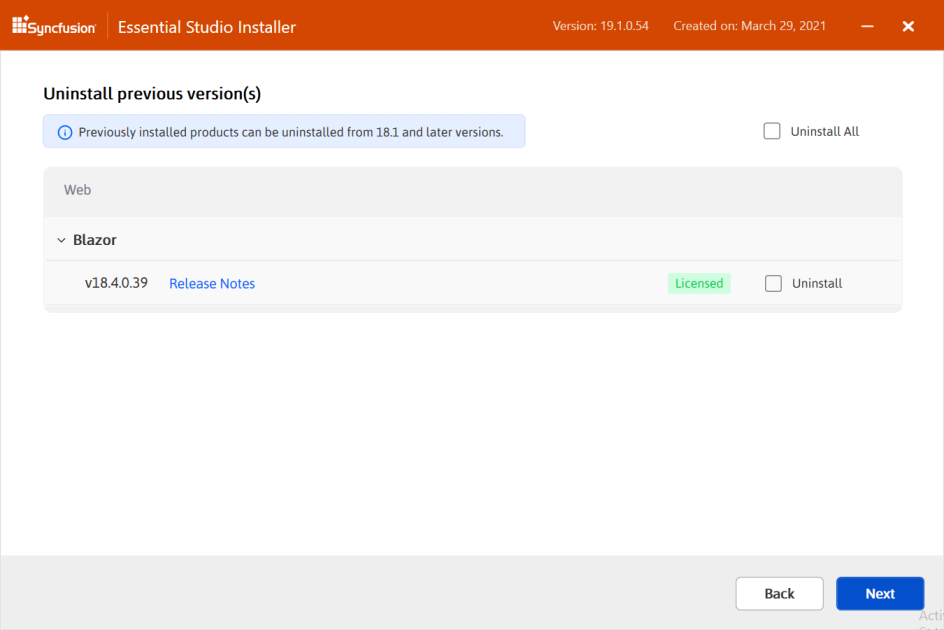 Syncfusion Essential Studio Installer Version: 19.1.0.54 Created on: March 29, 2021
Uninstall previous version(s)
Previously installed products can be uninstalled from 18.1 and later versions. Uninstall All
Web
Blazor
v18.4.0.39 Release Notes Licensed Uninstall
Back Next